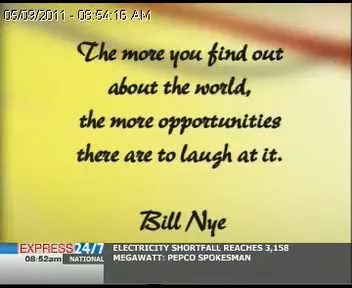 05/09/2011 - 08:54:16 AM
The more you find out
about the world,
the more opportunities
there are to laugh at it.
Bill Nye
EXPRESS 24/7
ELECTRICITY SHORTFALL REACHES 3,158
08:52am NATIONAL
MEGAWATT: PEPCO SPOKESMAN